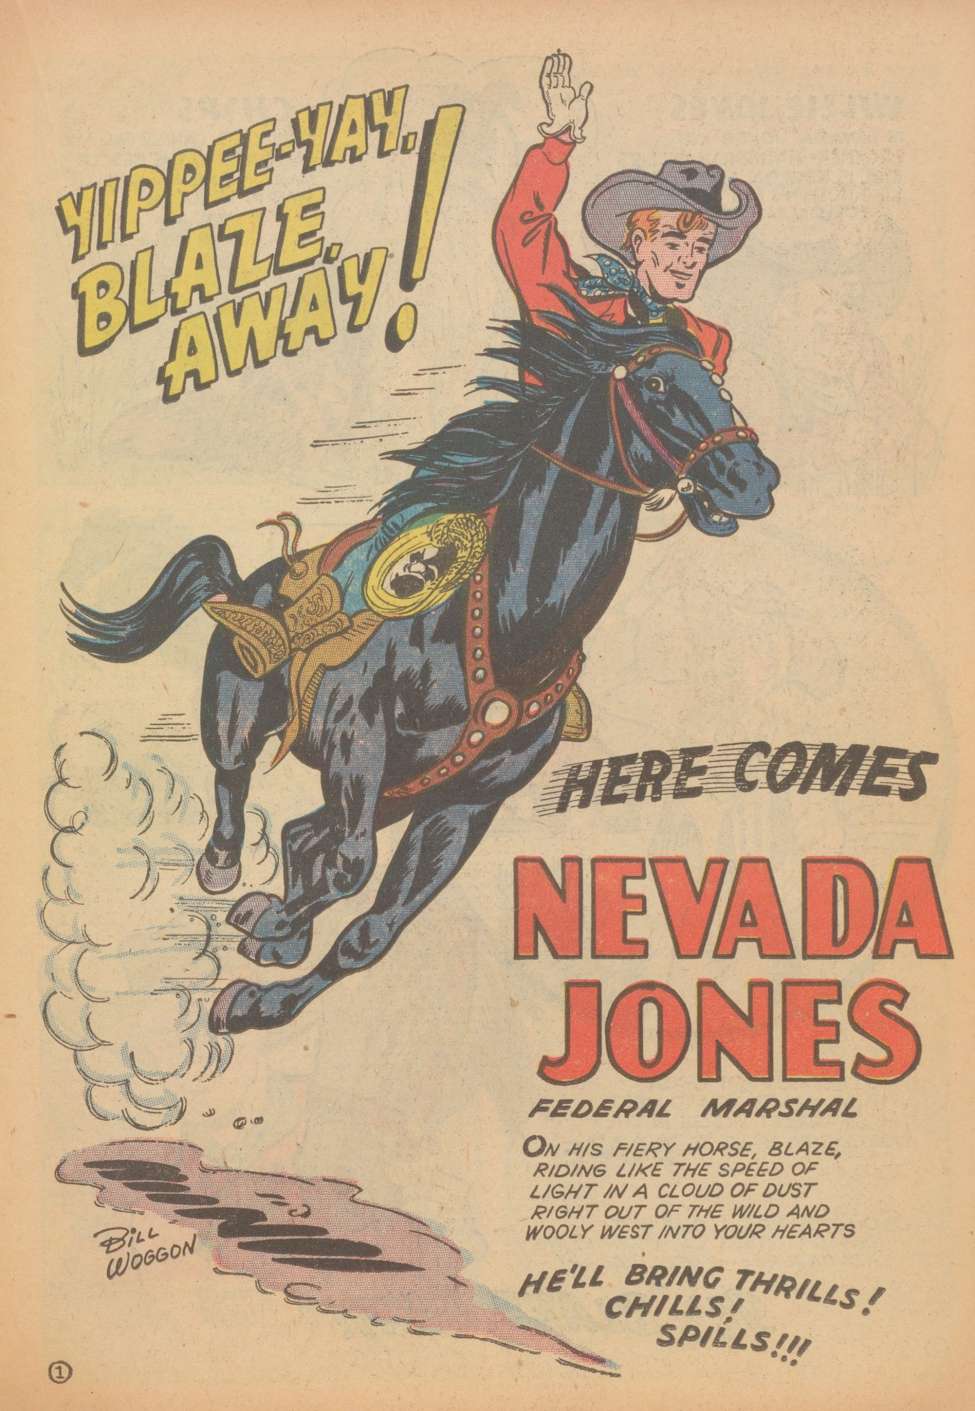 YIPPEE-YAY,
BLAZE,
AWAY!
HERE COMES
NEVADA
JONES
FEDERAL MARSHAL
ON HIS FIERY HORSE, BLAZE,
RIDING LIKE THE SPEED OF
LIGHT IN A CLOUD OF DUST
RIGHT OUT OF THE WILD AND
WOOLY WEST INTO YOUR HEARTS
HE'LL BRING THRILLS!
CHILLS!
SPILLS!!!
BILL
WOGGON
1